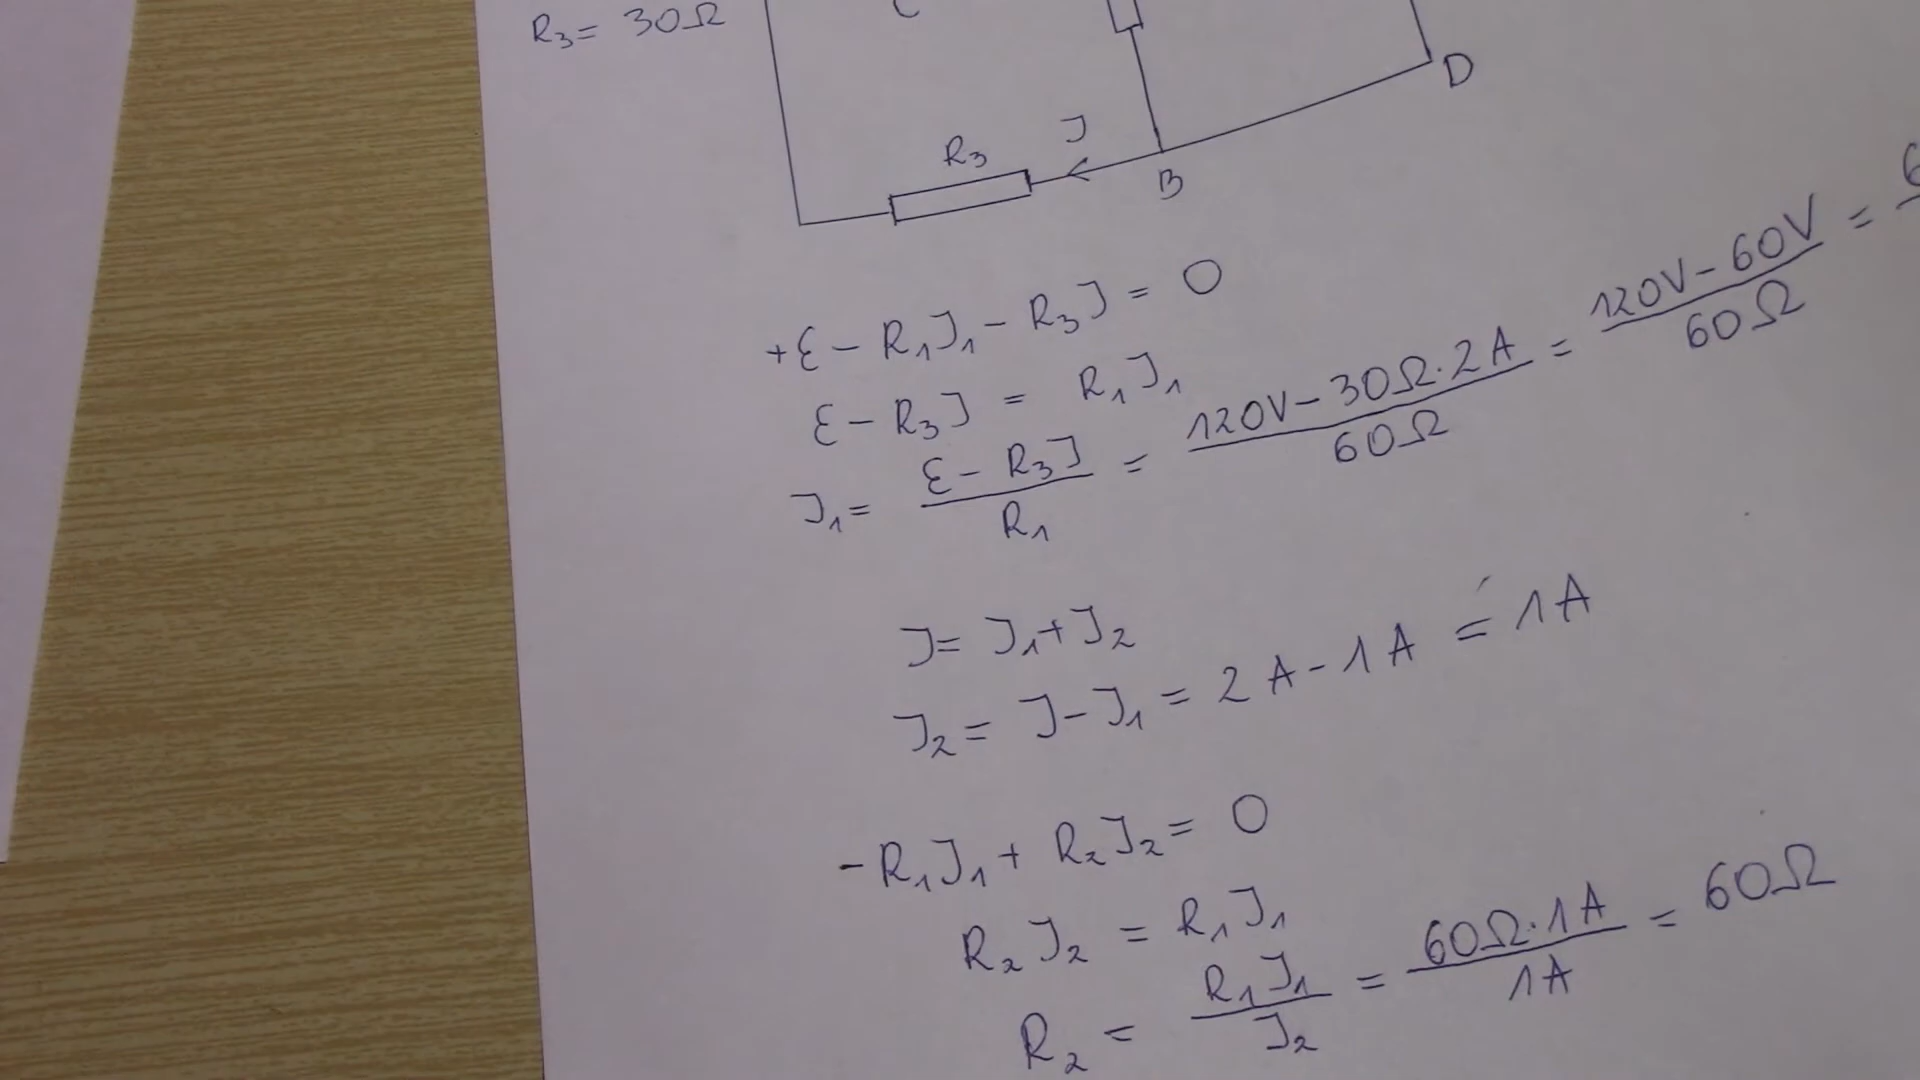 R₃ = 30Ω
D
J
R₃
B
+ε − R₁J₁ − R₃J = 0
ε − R₃J = R₁J₁
J₁ = (ε − R₃J)/R₁ = (120V − 30Ω·2A)/60Ω = (120V − 60V)/60Ω =
J = J₁ + J₂
J₂ = J − J₁ = 2A − 1A = 1A
−R₁J₁ + R₂J₂ = 0
R₂J₂ = R₁J₁
R₂ = R₁J₁/J₂ = 60Ω·1A/1A = 60Ω